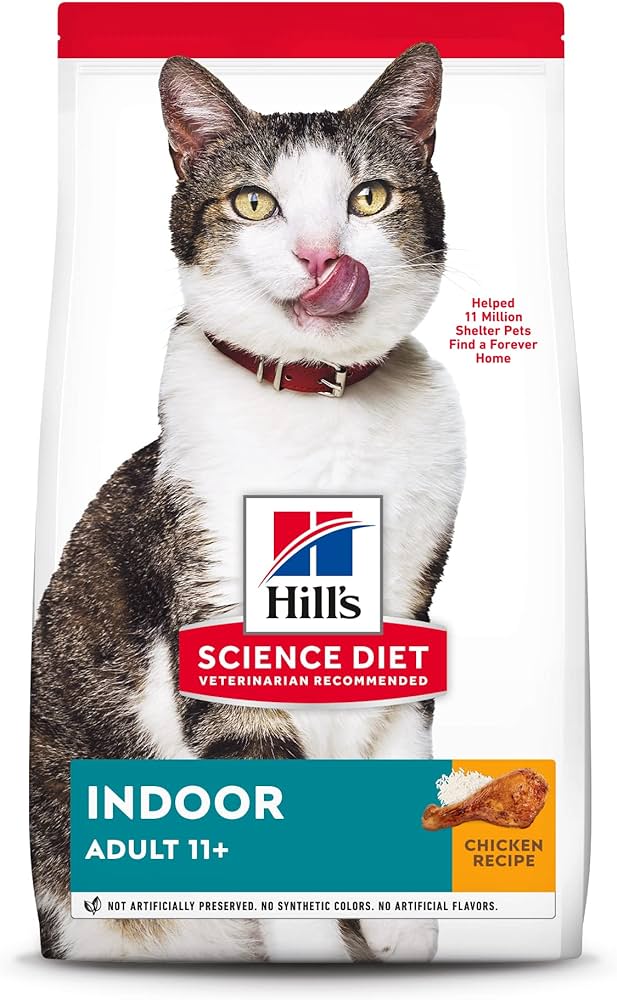 Helped
11 Million
Shelter Pets
Find a Forever
Home
Hill's
SCIENCE DIET
VETERINARIAN RECOMMENDED
INDOOR
ADULT 11+
CHICKEN
RECIPE
NOT ARTIFICIALLY PRESERVED. NO SYNTHETIC COLORS. NO ARTIFICIAL FLAVORS.